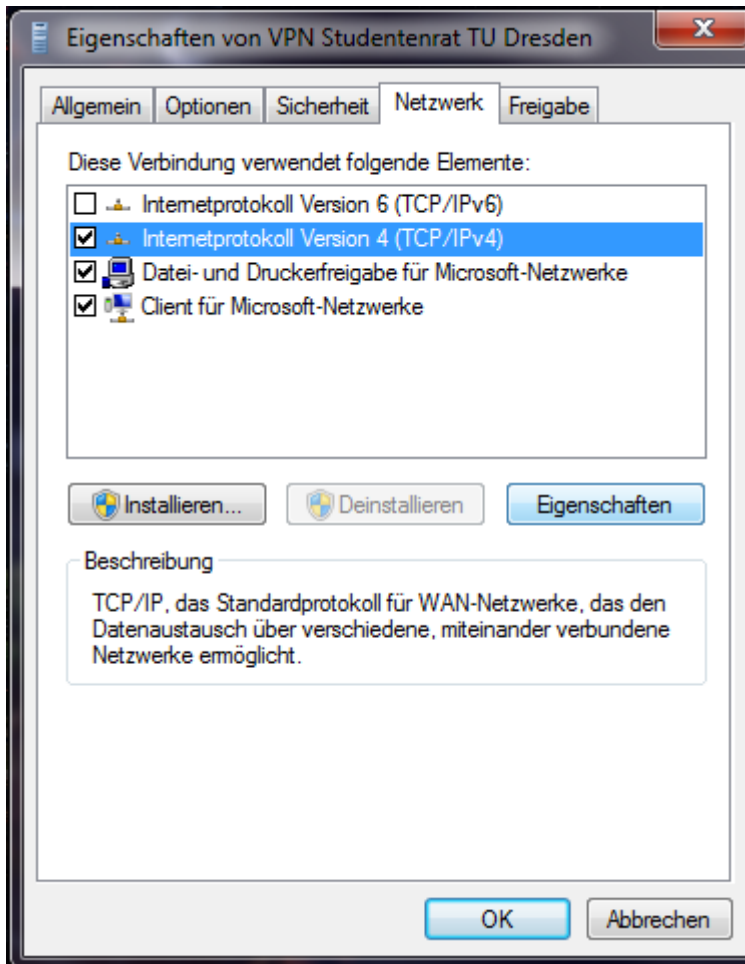 Eigenschaften von VPN Studentenrat TU Dresden
Allgemein Optionen Sicherheit Netzwerk Freigabe
Diese Verbindung verwendet folgende Elemente:
Internetprotokoll Version 6 (TCP/IPv6)
Internetprotokoll Version 4 (TCP/IPv4)
Datei- und Druckerfreigabe für Microsoft-Netzwerke
Client für Microsoft-Netzwerke
Installieren... Deinstallieren Eigenschaften
Beschreibung
TCP/IP, das Standardprotokoll für WAN-Netzwerke, das den
Datenaustausch über verschiedene, miteinander verbundene
Netzwerke ermöglicht.
OK Abbrechen